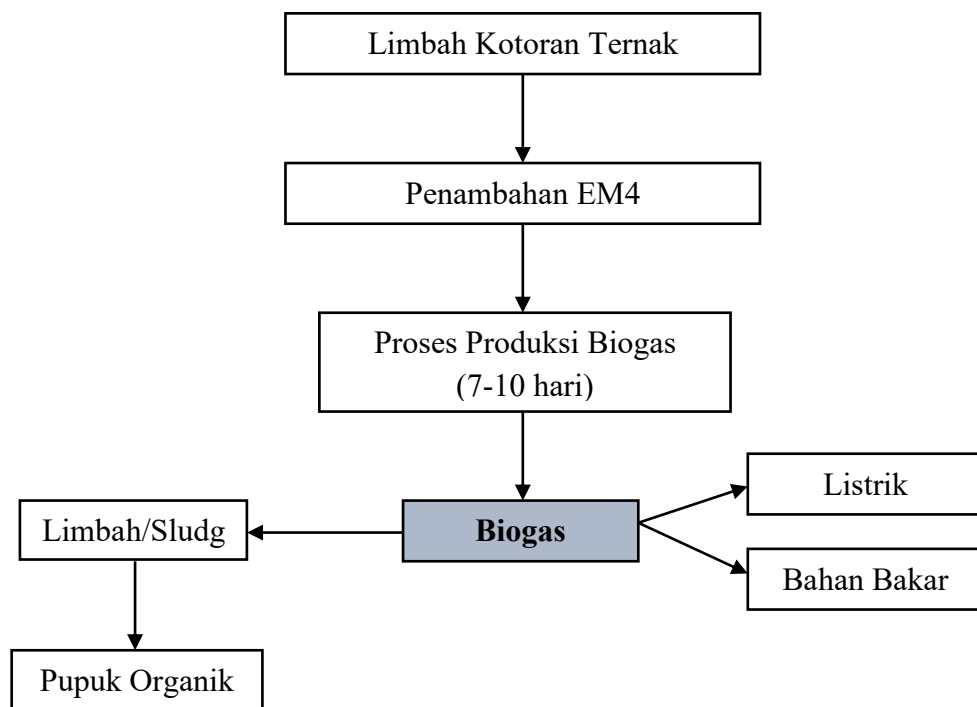 Limbah Kotoran Ternak
Penambahan EM4
Proses Produksi Biogas
(7-10 hari)
Listrik
Limbah/Sludg
Biogas
Bahan Bakar
Pupuk Organik